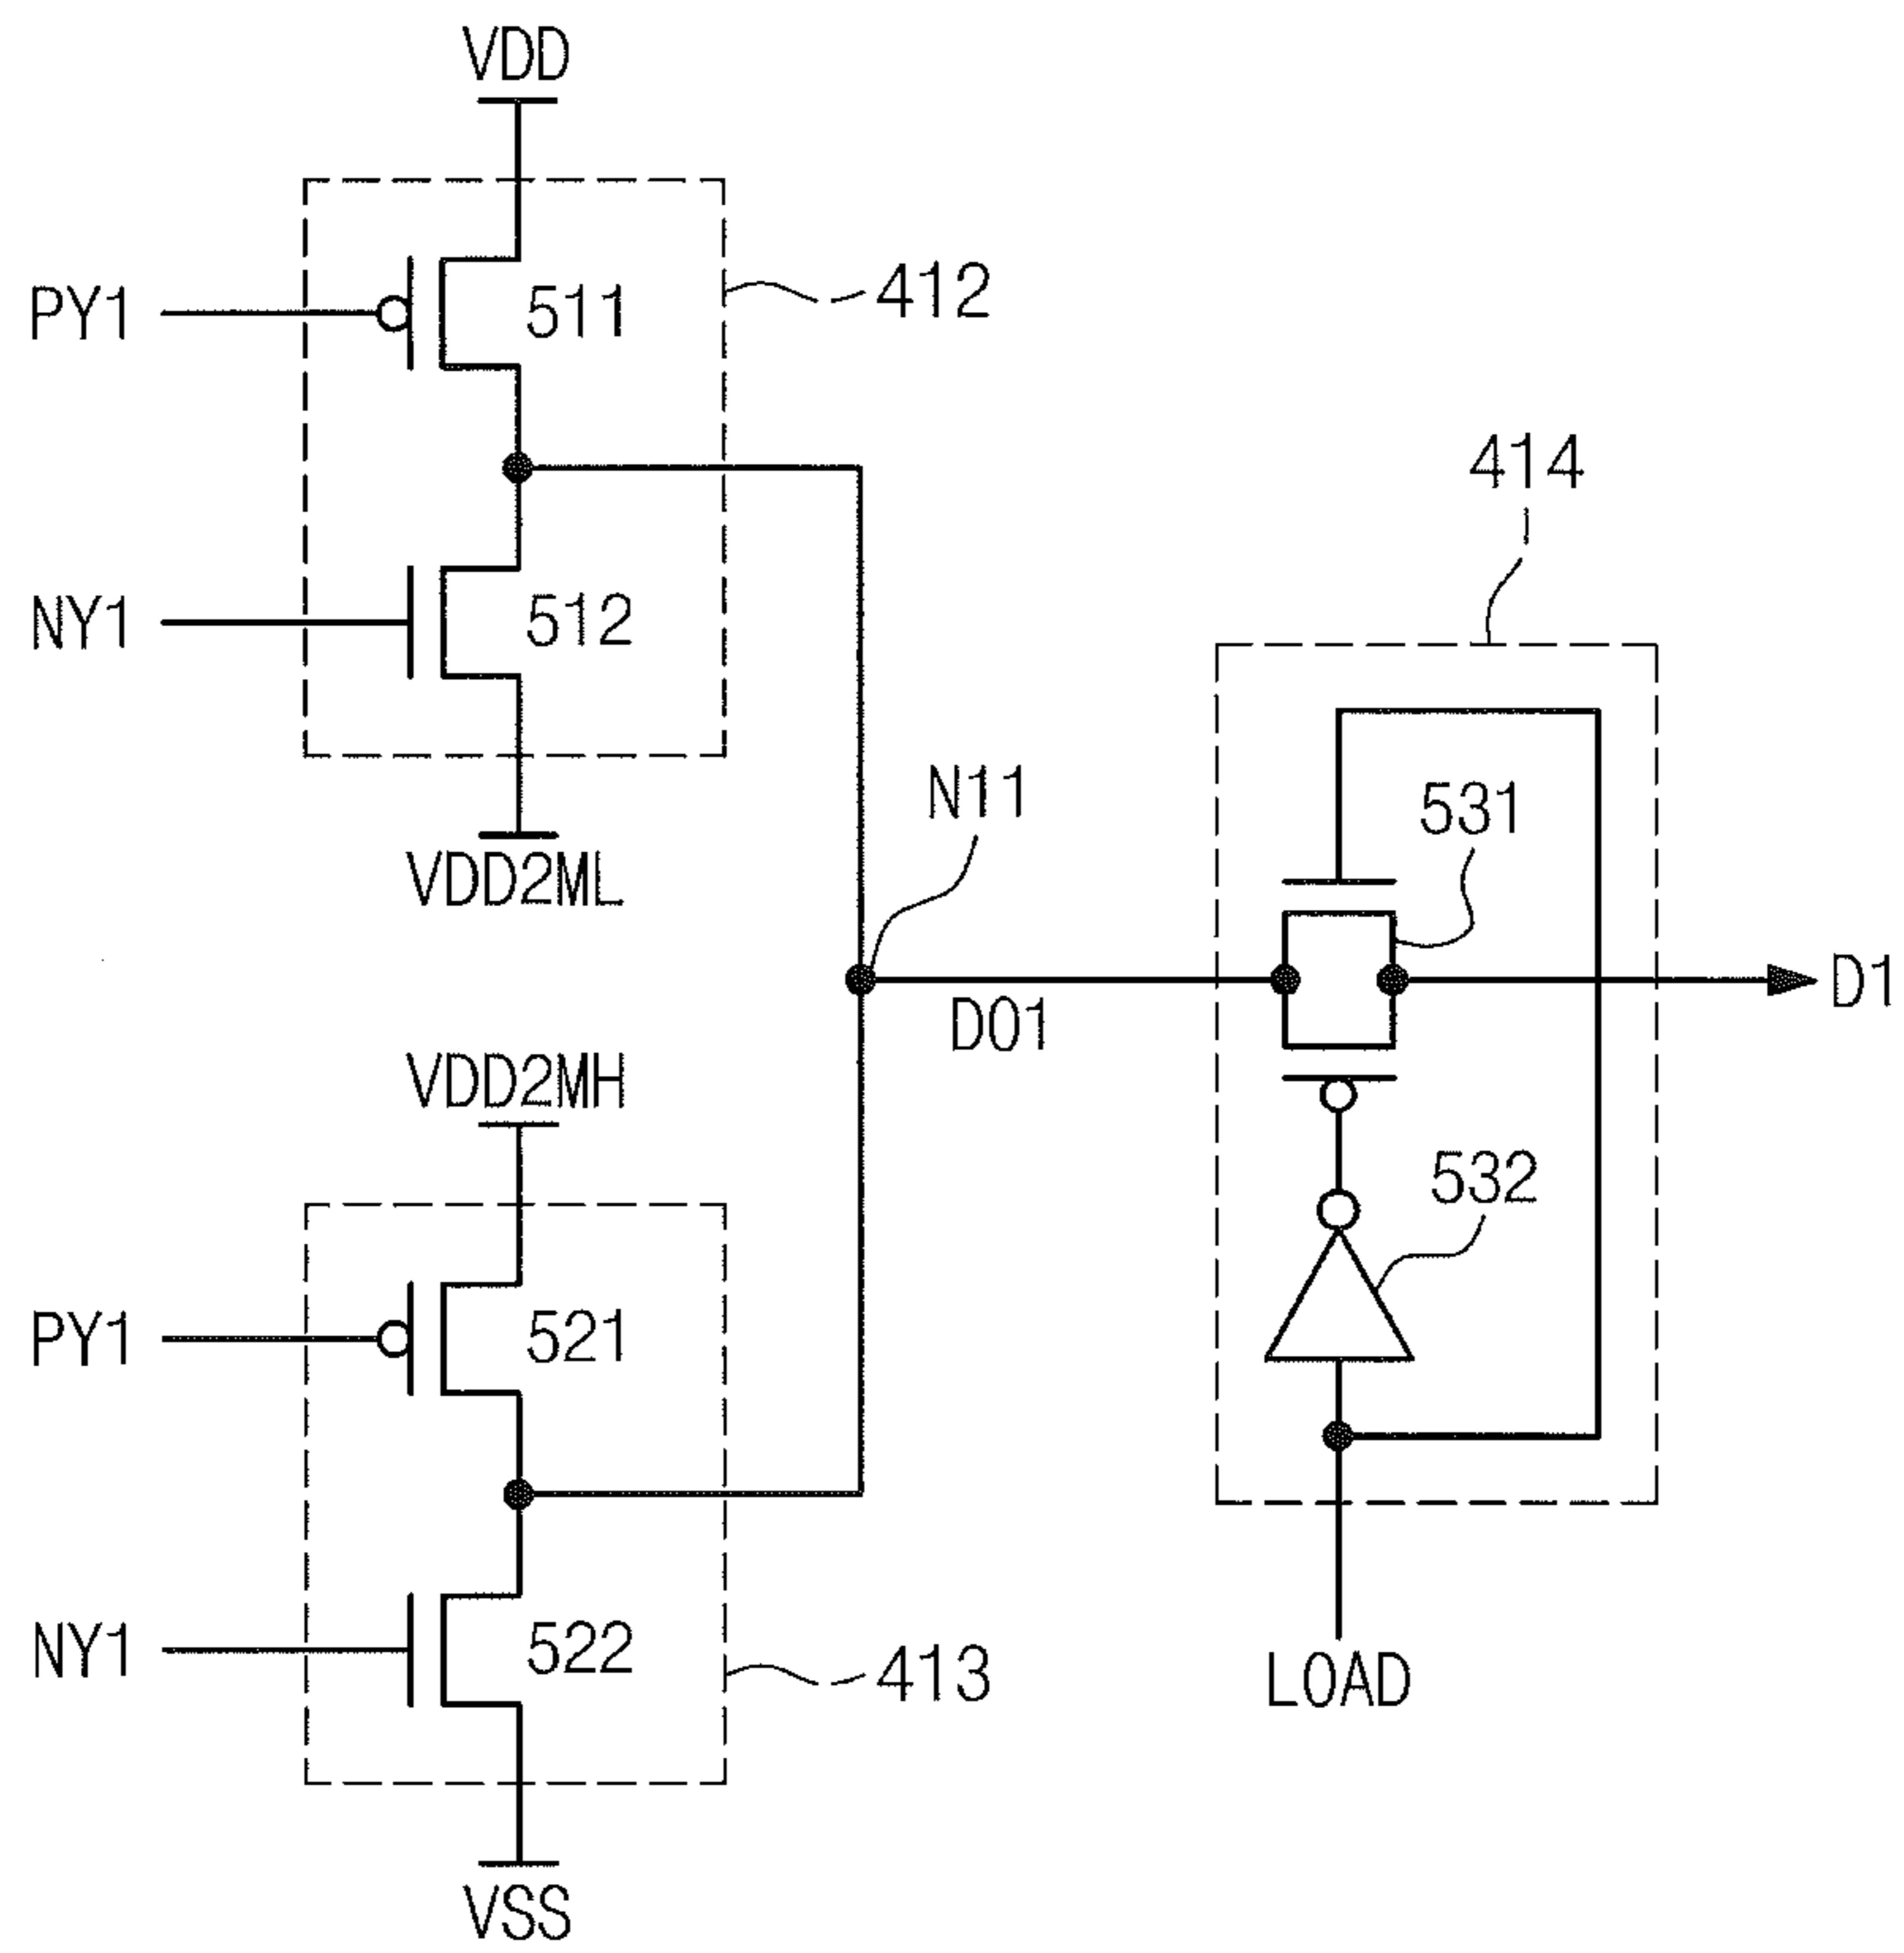 VDD
PY1
511
412
NY1
512
VDD2ML
414
N11
531
D01
D1
VDD2MH
532
PY1
521
NY1
522
413
LOAD
VSS